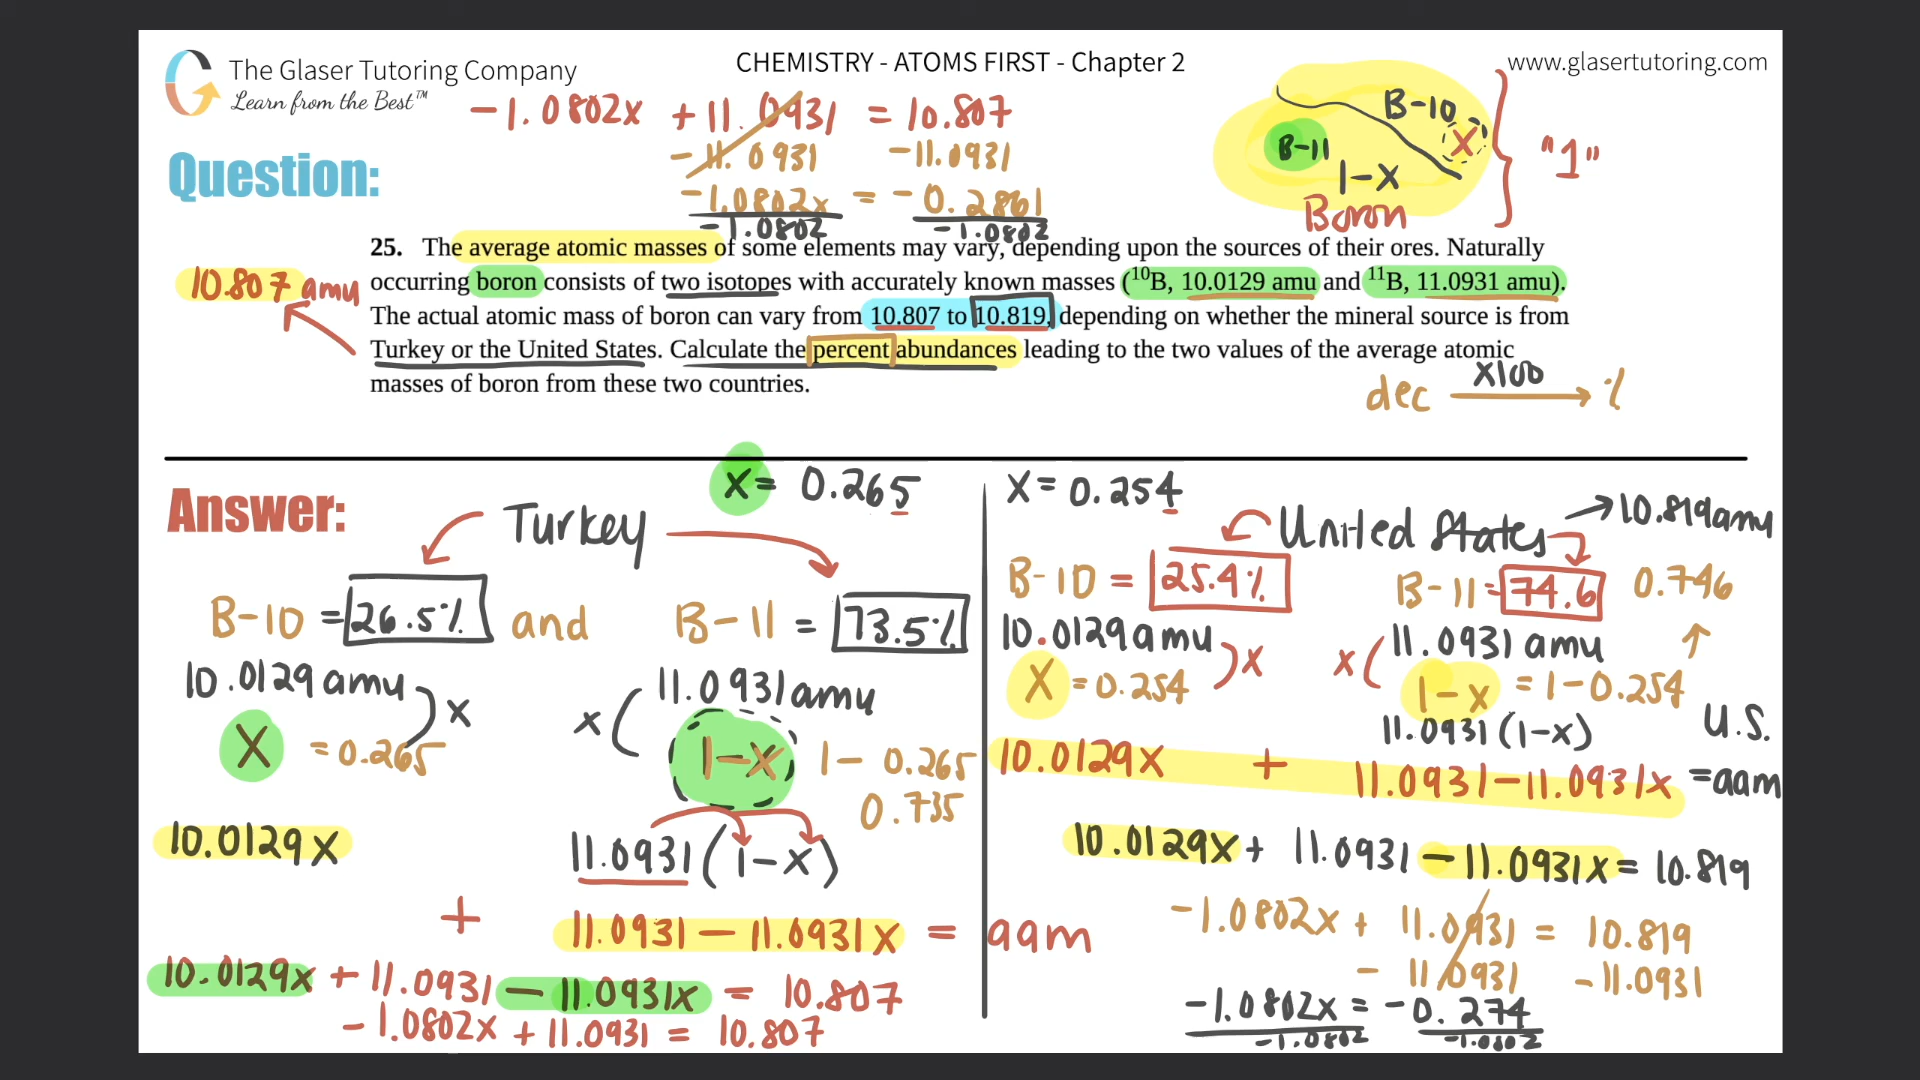 The Glaser Tutoring Company
Learn from the Best™
CHEMISTRY - ATOMS FIRST - Chapter 2
www.glasertutoring.com
-1.0802x + 11.0931 = 10.807
- 11.0931 -11.0931
-1.0802x = -0.2861
-1.0802 -1.0802
B-10
X
B-11
1-X
Boron
"1"
Question:
10.807 amu
25. The average atomic masses of some elements may vary, depending upon the sources of their ores. Naturally
occurring boron consists of two isotopes with accurately known masses (¹⁰B, 10.0129 amu and ¹¹B, 11.0931 amu).
The actual atomic mass of boron can vary from 10.807 to 10.819, depending on whether the mineral source is from
Turkey or the United States. Calculate the percent abundances leading to the two values of the average atomic
masses of boron from these two countries.
dec x100 %
Answer:
X = 0.265
Turkey
B-10 = 26.5% and B-11 = 73.5%
10.0129 amu )x x( 11.0931 amu
X = 0.265 1-X 1 - 0.265
0.735
10.0129X 11.0931(1-X)
+ 11.0931 - 11.0931x = aam
10.0129x + 11.0931 - 11.0931x = 10.807
-1.0802x + 11.0931 = 10.807
X = 0.254
United States → 10.819amu
B-10 = 25.4% B-11 = 74.6 0.746
10.0129amu )x x( 11.0931 amu
X = 0.254 1-x = 1-0.254
11.0931(1-x) U.S.
10.0129x + 11.0931-11.0931x = aam
10.0129x + 11.0931 - 11.0931x = 10.819
-1.0802x + 11.0931 = 10.819
- 11.0931 -11.0931
-1.0802x = -0.274
-1.0802 -1.0802